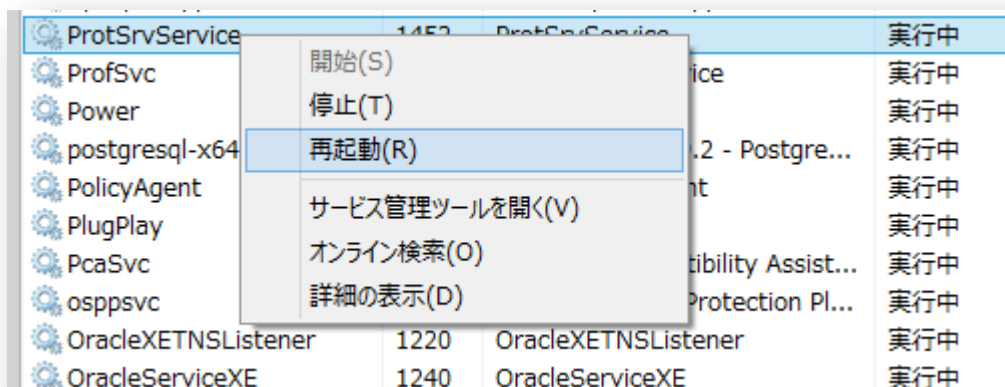 ProtSrvService 1452 ProtSrvService 実行中
ProfSvc ice 実行中
Power 実行中
postgresql-x64 .2 - Postgre... 実行中
PolicyAgent nt 実行中
PlugPlay 実行中
PcaSvc tibility Assist... 実行中
osppsvc Protection Pl... 実行中
OracleXETNSListener 1220 OracleXETNSListener 実行中
OracleServiceXE 1240 OracleServiceXE 実行中
開始(S)
停止(T)
再起動(R)
サービス管理ツールを開く(V)
オンライン検索(O)
詳細の表示(D)